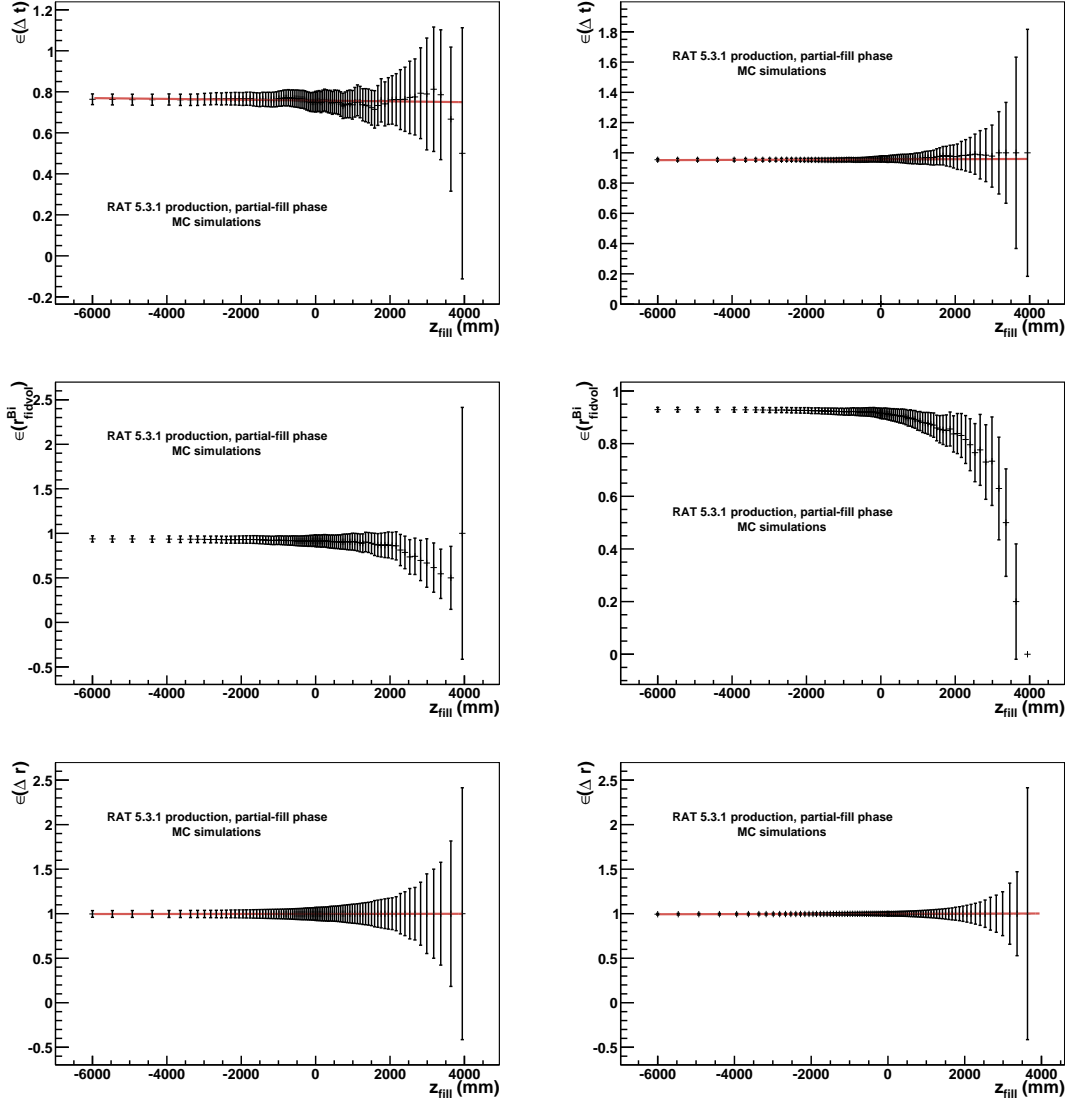 ϵ(Δ t)
1.2
1
0.8
0.6
0.4
0.2
0
-0.2
RAT 5.3.1 production, partial-fill phase
MC simulations
-6000 -4000 -2000 0 2000 4000
z_fill (mm)
ϵ(Δ t)
1.8
1.6
1.4
1.2
1
0.8
0.6
0.4
0.2
0
RAT 5.3.1 production, partial-fill phase
MC simulations
-6000 -4000 -2000 0 2000 4000
z_fill (mm)
ϵ(r^Bi_fidvol)
2.5
2
1.5
1
0.5
0
-0.5
RAT 5.3.1 production, partial-fill phase
MC simulations
-6000 -4000 -2000 0 2000 4000
z_fill (mm)
ϵ(r^Bi_fidvol)
1
0.8
0.6
0.4
0.2
0
RAT 5.3.1 production, partial-fill phase
MC simulations
-6000 -4000 -2000 0 2000 4000
z_fill (mm)
ϵ(Δ r)
2.5
2
1.5
1
0.5
0
-0.5
RAT 5.3.1 production, partial-fill phase
MC simulations
-6000 -4000 -2000 0 2000 4000
z_fill (mm)
ϵ(Δ r)
2.5
2
1.5
1
0.5
0
-0.5
RAT 5.3.1 production, partial-fill phase
MC simulations
-6000 -4000 -2000 0 2000 4000
z_fill (mm)